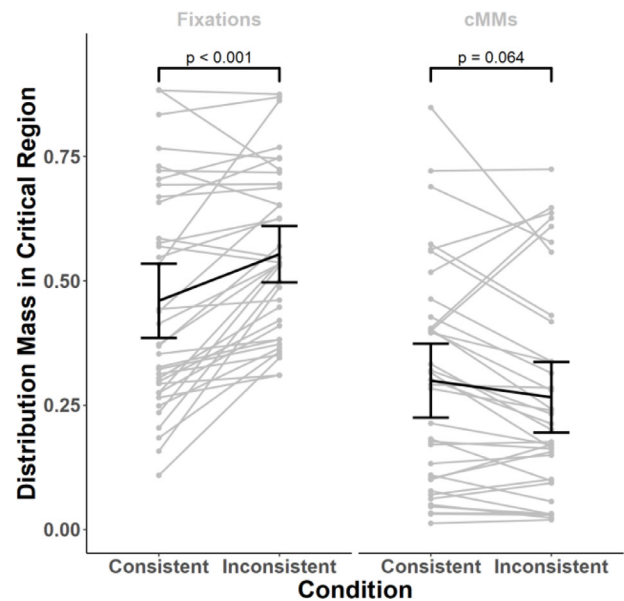 Fixations
cMMs
p < 0.001
p = 0.064
0.75
0.50
0.25
0.00
Distribution Mass in Critical Region
Consistent Inconsistent
Consistent Inconsistent
Condition